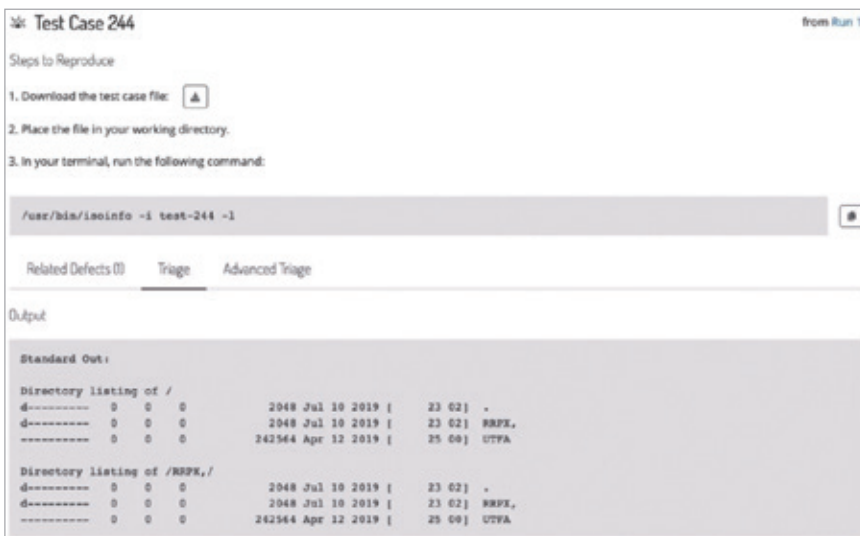 Test Case 244
from Run 1
Steps to Reproduce
1. Download the test case file:
2. Place the file in your working directory.
3. In your terminal, run the following command:
/usr/bin/isoinfo -i test-244 -l
Related Defects (1) Triage Advanced Triage
Output
Standard Out:
Directory listing of /
d--------- 0 0 0 2048 Jul 10 2019 [ 23 02] .
d--------- 0 0 0 2048 Jul 10 2019 [ 23 02] RRPX,
---------- 0 0 0 242564 Apr 12 2019 [ 25 00] UTFA
Directory listing of /RRPX,/
d--------- 0 0 0 2048 Jul 10 2019 [ 23 02] .
d--------- 0 0 0 2048 Jul 10 2019 [ 23 02] RRPX,
---------- 0 0 0 242564 Apr 12 2019 [ 25 00] UTFA